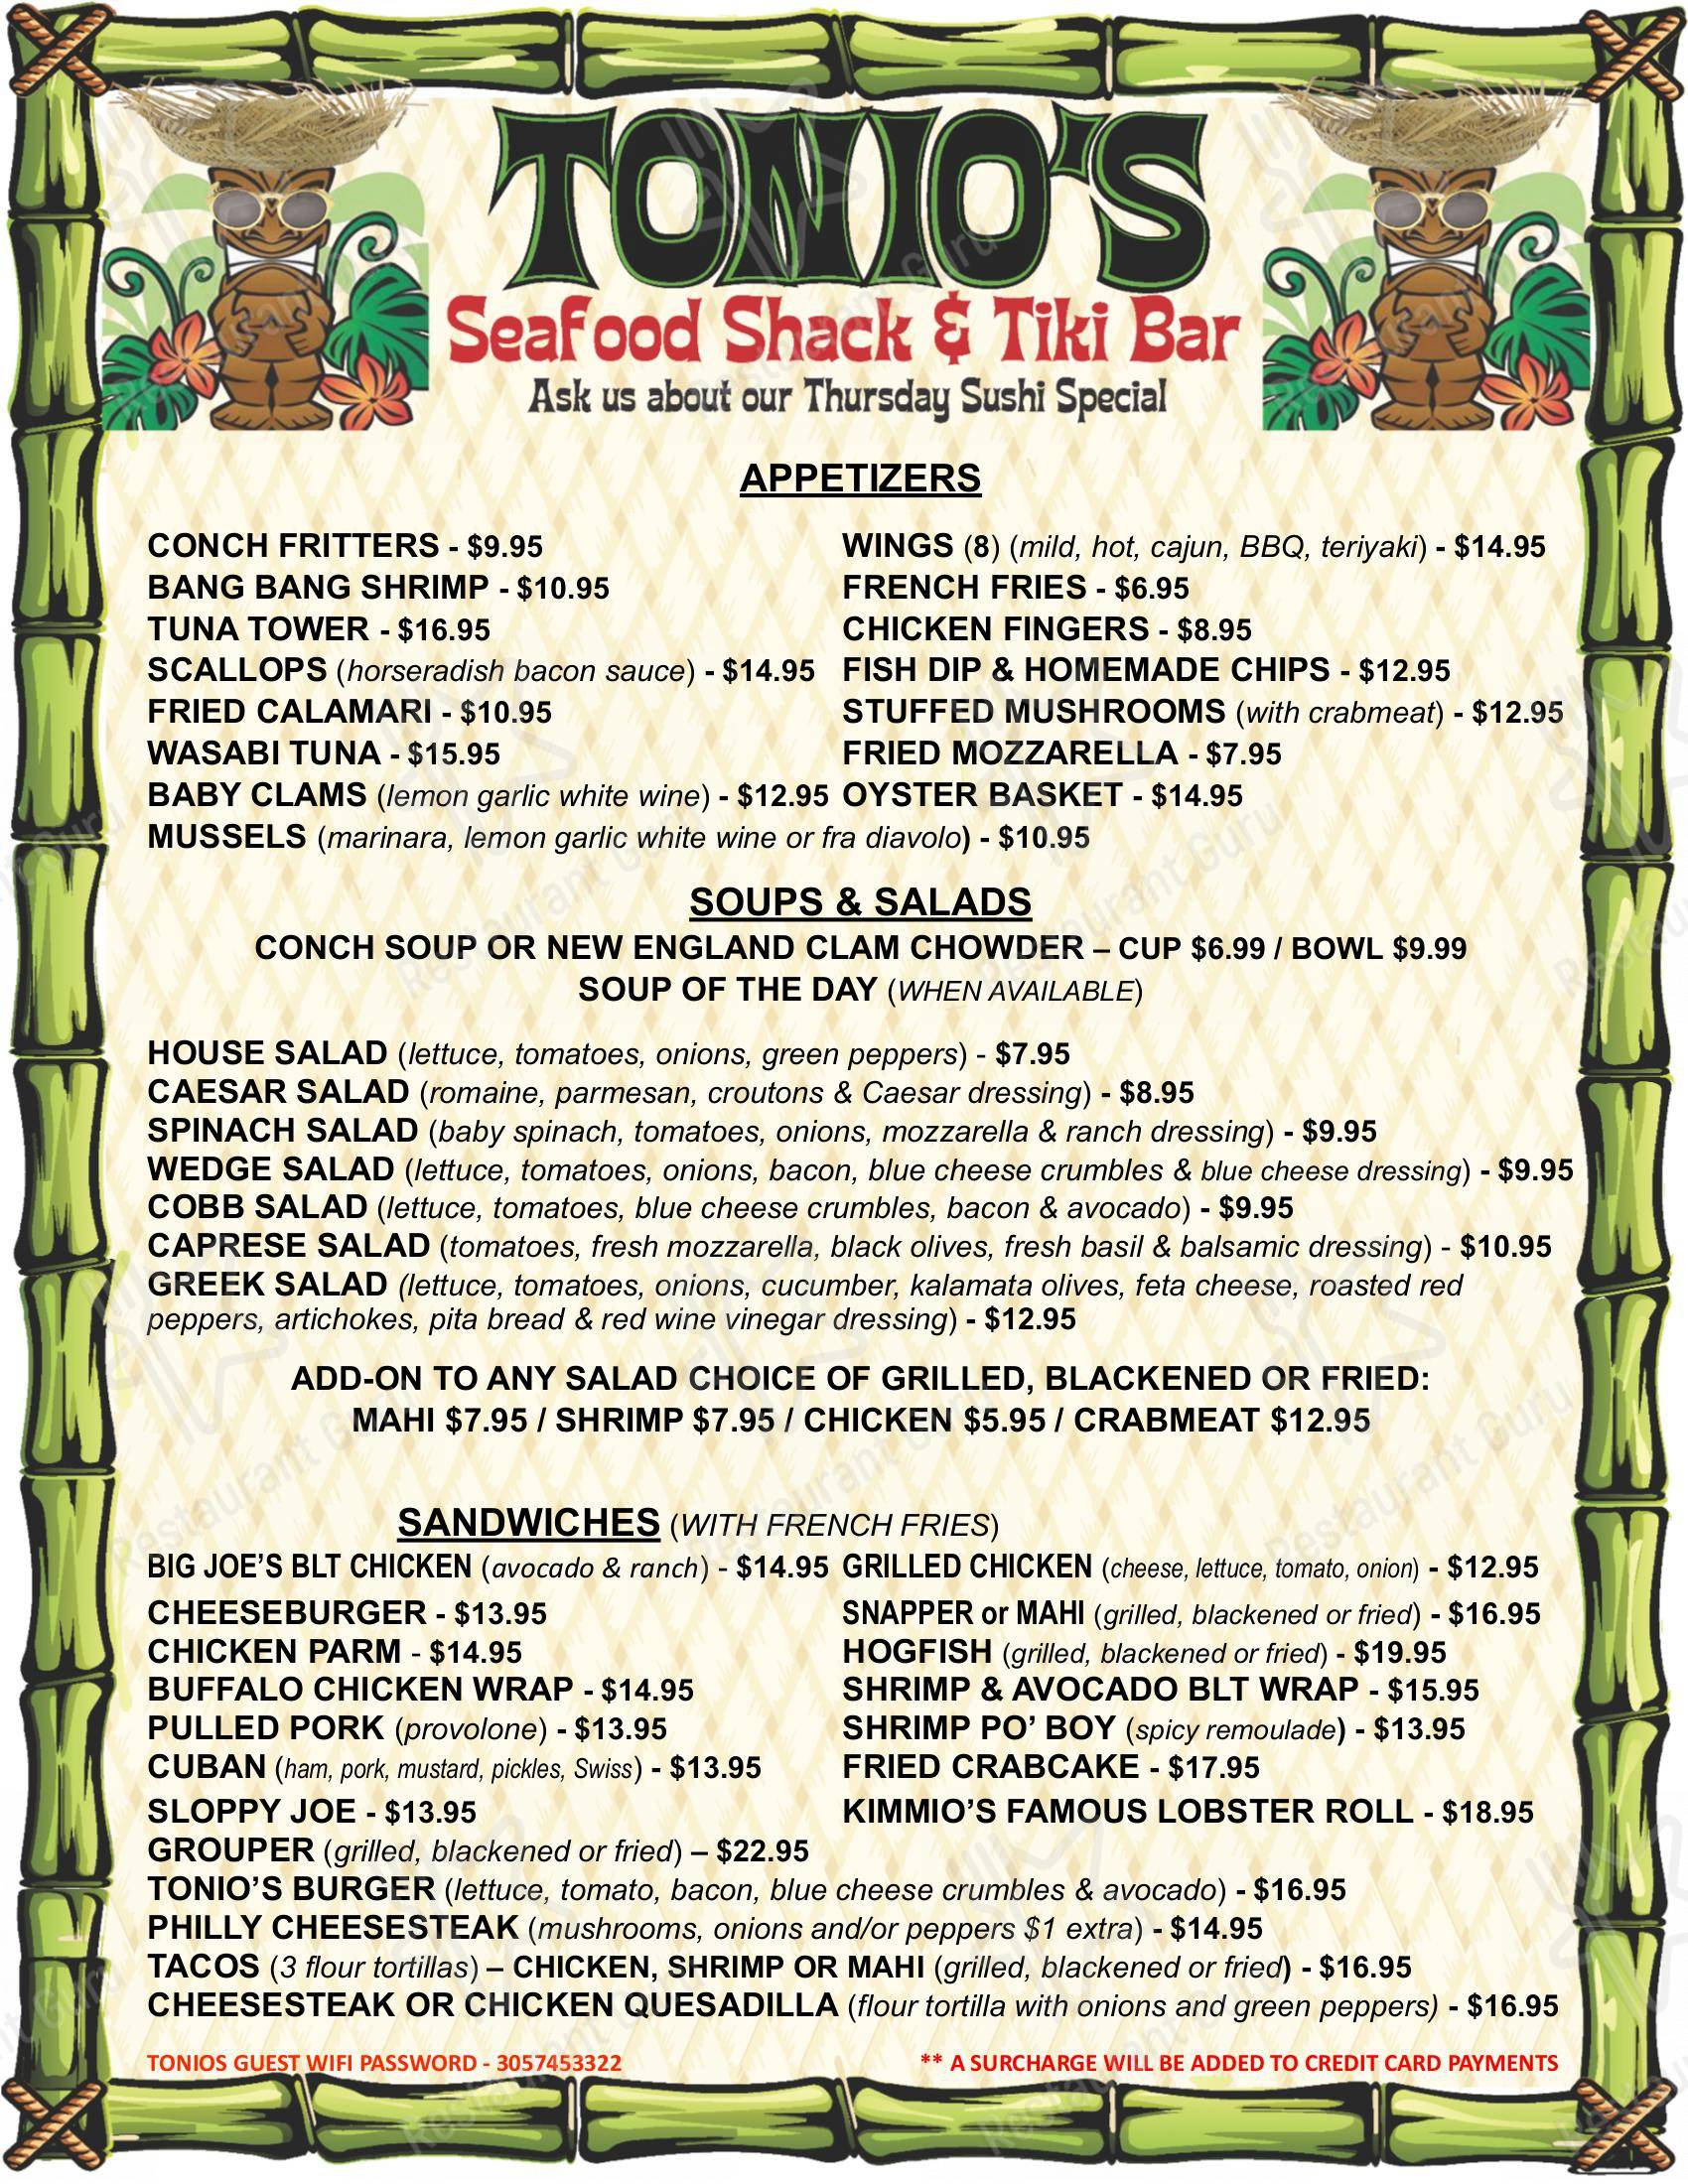 TONIO'S
Seafood Shack & Tiki Bar
Ask us about our Thursday Sushi Special
APPETIZERS
CONCH FRITTERS - $9.95
BANG BANG SHRIMP - $10.95
TUNA TOWER - $16.95
SCALLOPS (horseradish bacon sauce) - $14.95
FRIED CALAMARI - $10.95
WASABI TUNA - $15.95
BABY CLAMS (lemon garlic white wine) - $12.95
MUSSELS (marinara, lemon garlic white wine or fra diavolo) - $10.95
WINGS (8) (mild, hot, cajun, BBQ, teriyaki) - $14.95
FRENCH FRIES - $6.95
CHICKEN FINGERS - $8.95
FISH DIP & HOMEMADE CHIPS - $12.95
STUFFED MUSHROOMS (with crabmeat) - $12.95
FRIED MOZZARELLA - $7.95
OYSTER BASKET - $14.95
SOUPS & SALADS
CONCH SOUP OR NEW ENGLAND CLAM CHOWDER – CUP $6.99 / BOWL $9.99
SOUP OF THE DAY (WHEN AVAILABLE)
HOUSE SALAD (lettuce, tomatoes, onions, green peppers) - $7.95
CAESAR SALAD (romaine, parmesan, croutons & Caesar dressing) - $8.95
SPINACH SALAD (baby spinach, tomatoes, onions, mozzarella & ranch dressing) - $9.95
WEDGE SALAD (lettuce, tomatoes, onions, bacon, blue cheese crumbles & blue cheese dressing) - $9.95
COBB SALAD (lettuce, tomatoes, blue cheese crumbles, bacon & avocado) - $9.95
CAPRESE SALAD (tomatoes, fresh mozzarella, black olives, fresh basil & balsamic dressing) - $10.95
GREEK SALAD (lettuce, tomatoes, onions, cucumber, kalamata olives, feta cheese, roasted red
peppers, artichokes, pita bread & red wine vinegar dressing) - $12.95
ADD-ON TO ANY SALAD CHOICE OF GRILLED, BLACKENED OR FRIED:
MAHI $7.95 / SHRIMP $7.95 / CHICKEN $5.95 / CRABMEAT $12.95
SANDWICHES (WITH FRENCH FRIES)
BIG JOE'S BLT CHICKEN (avocado & ranch) - $14.95
CHEESEBURGER - $13.95
CHICKEN PARM - $14.95
BUFFALO CHICKEN WRAP - $14.95
PULLED PORK (provolone) - $13.95
CUBAN (ham, pork, mustard, pickles, Swiss) - $13.95
SLOPPY JOE - $13.95
GRILLED CHICKEN (cheese, lettuce, tomato, onion) - $12.95
SNAPPER or MAHI (grilled, blackened or fried) - $16.95
HOGFISH (grilled, blackened or fried) - $19.95
SHRIMP & AVOCADO BLT WRAP - $15.95
SHRIMP PO' BOY (spicy remoulade) - $13.95
FRIED CRABCAKE - $17.95
KIMMIO'S FAMOUS LOBSTER ROLL - $18.95
GROUPER (grilled, blackened or fried) – $22.95
TONIO'S BURGER (lettuce, tomato, bacon, blue cheese crumbles & avocado) - $16.95
PHILLY CHEESESTEAK (mushrooms, onions and/or peppers $1 extra) - $14.95
TACOS (3 flour tortillas) – CHICKEN, SHRIMP OR MAHI (grilled, blackened or fried) - $16.95
CHEESESTEAK OR CHICKEN QUESADILLA (flour tortilla with onions and green peppers) - $16.95
TONIOS GUEST WIFI PASSWORD - 3057453322
** A SURCHARGE WILL BE ADDED TO CREDIT CARD PAYMENTS
Restaurant Guru